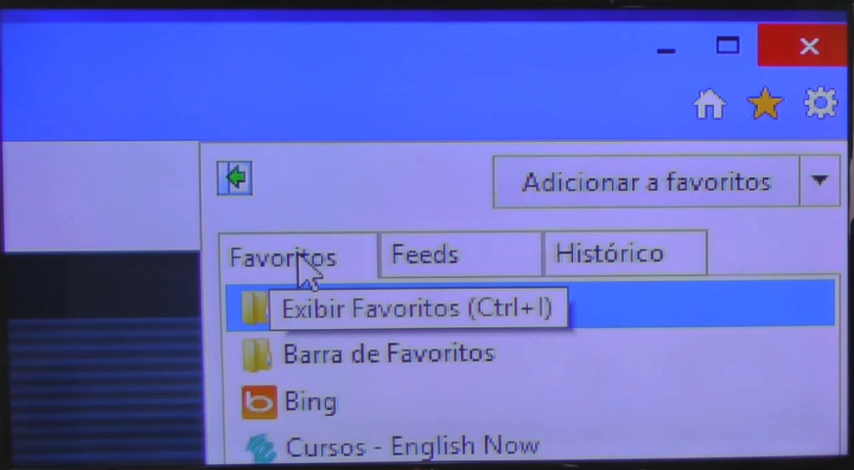 Adicionar a favoritos
Favoritos
Feeds
Histórico
Exibir Favoritos (Ctrl+I)
Barra de Favoritos
Bing
Cursos - English Now